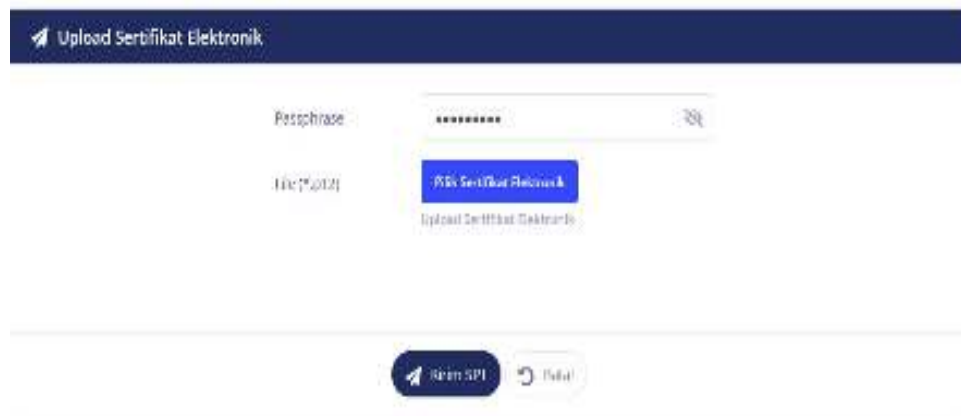 Upload Sertifikat Elektronik
Passphrase
File (*.p12)
Pilih Sertifikat Elektronik
Upload Sertifikat Elektronik
Kirim SPT
Batal